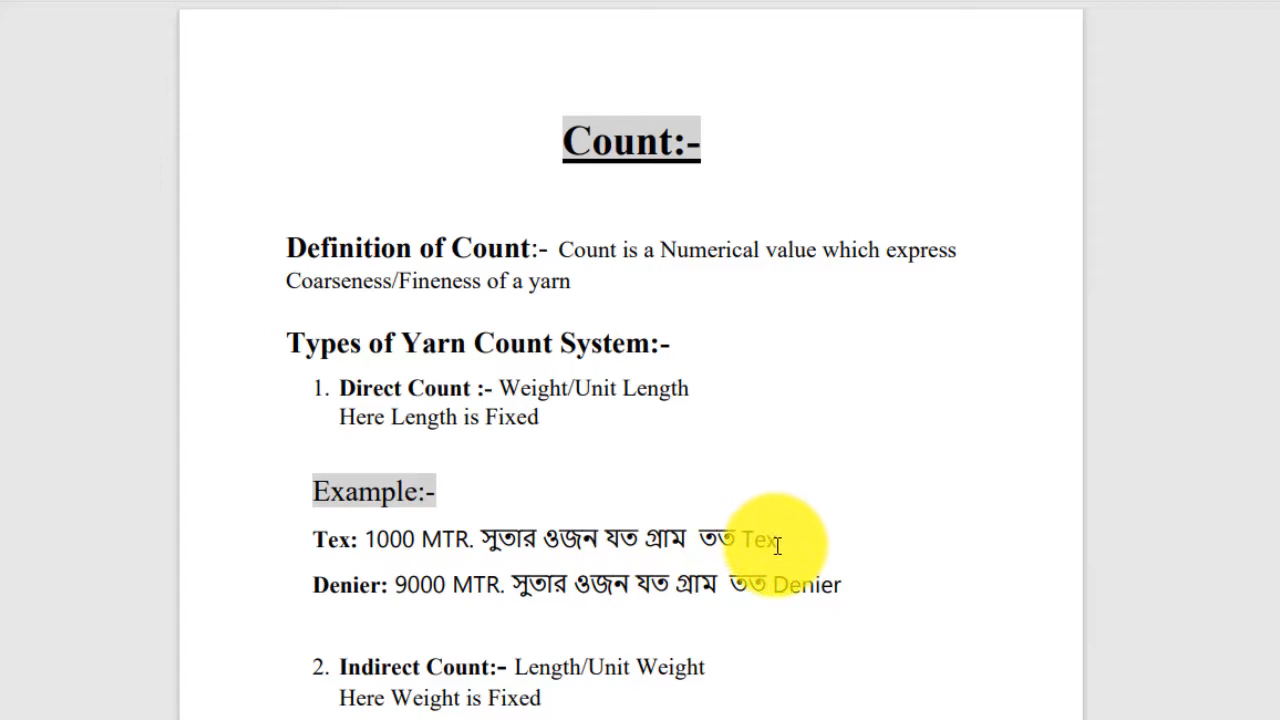 Count:-
Definition of Count:- Count is a Numerical value which express
Coarseness/Fineness of a yarn
Types of Yarn Count System:-
1. Direct Count :- Weight/Unit Length
Here Length is Fixed
Example:-
Tex: 1000 MTR. সুতার ওজন যত গ্রাম তত Tex
Denier: 9000 MTR. সুতার ওজন যত গ্রাম তত Denier
2. Indirect Count:- Length/Unit Weight
Here Weight is Fixed